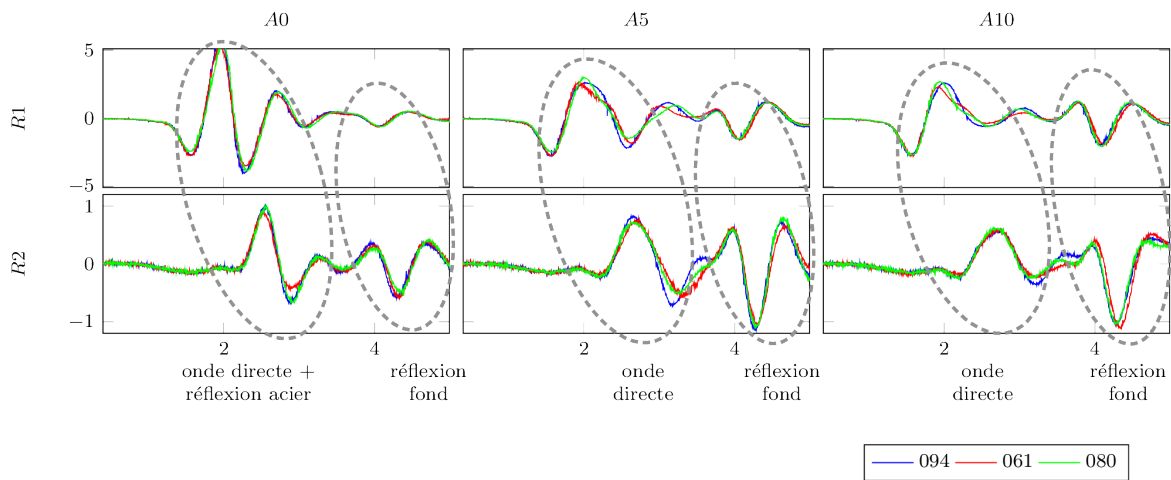 A0 A5 A10
R1
5
0
−5
R2
1
0
−1
2 4 2 4 2 4
onde directe + réflexion onde réflexion onde réflexion
réflexion acier fond directe fond directe fond
094 061 080